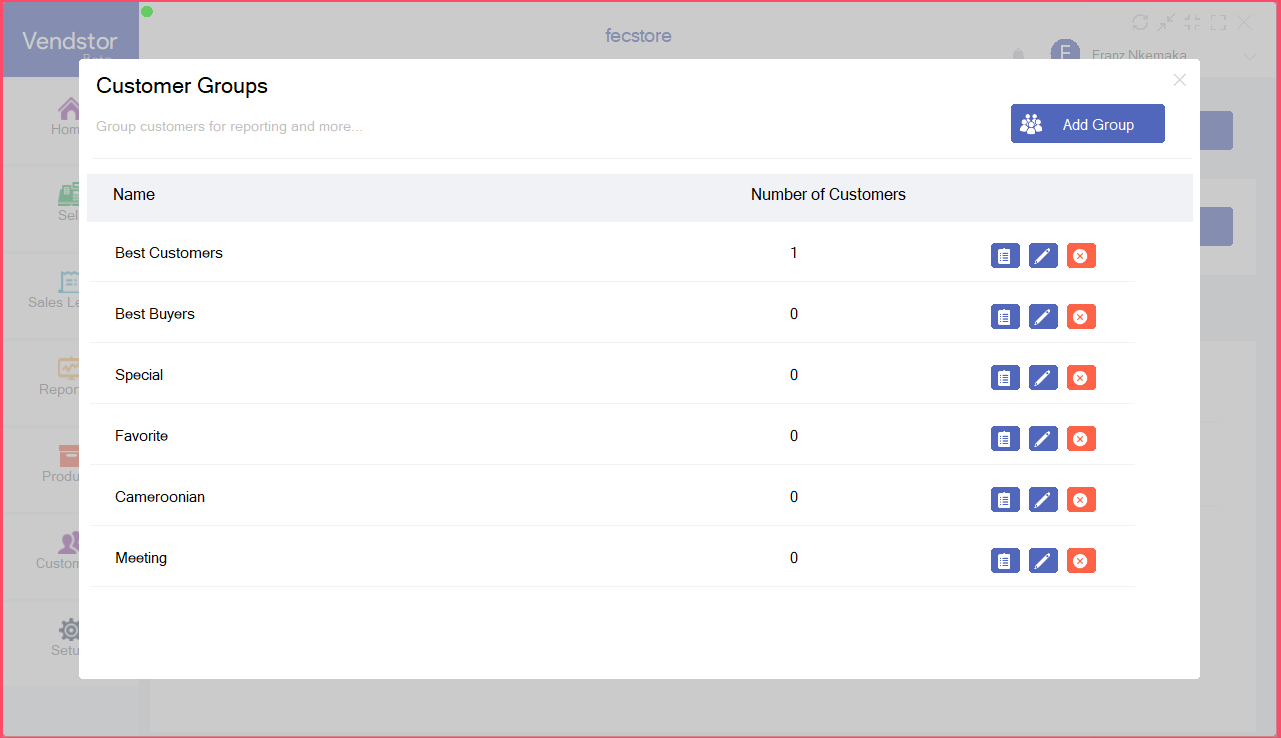 Vendstor
fecstore
F
Franz Nkemaka
Customer Groups
Group customers for reporting and more...
Add Group
Name
Number of Customers
Best Customers
1
Best Buyers
0
Special
0
Favorite
0
Cameroonian
0
Meeting
0
Hom
Sel
Sales Le
Repor
Produ
Custom
Setu